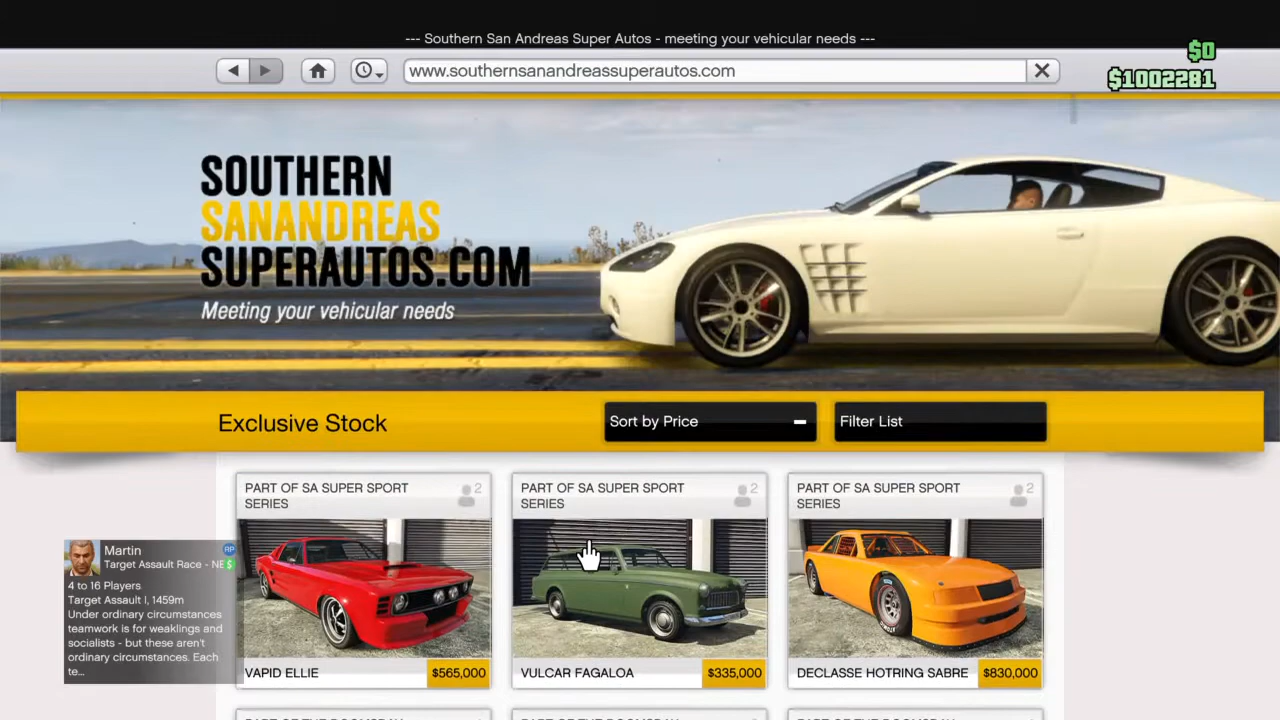 --- Southern San Andreas Super Autos - meeting your vehicular needs ---
$0
www.southernsanandreassuperautos.com
$1002281
SOUTHERN
SANANDREAS
SUPERAUTOS.COM
Meeting your vehicular needs
Exclusive Stock
Sort by Price
Filter List
PART OF SA SUPER SPORT
SERIES
2
PART OF SA SUPER SPORT
SERIES
2
PART OF SA SUPER SPORT
SERIES
2
Martin
RP
Target Assault Race - NE
$
4 to 16 Players
Target Assault I, 1459m
Under ordinary circumstances
teamwork is for weaklings and
socialists - but these aren't
ordinary circumstances. Each
te...
VAPID ELLIE
$565,000
VULCAR FAGALOA
$335,000
DECLASSE HOTRING SABRE
$830,000